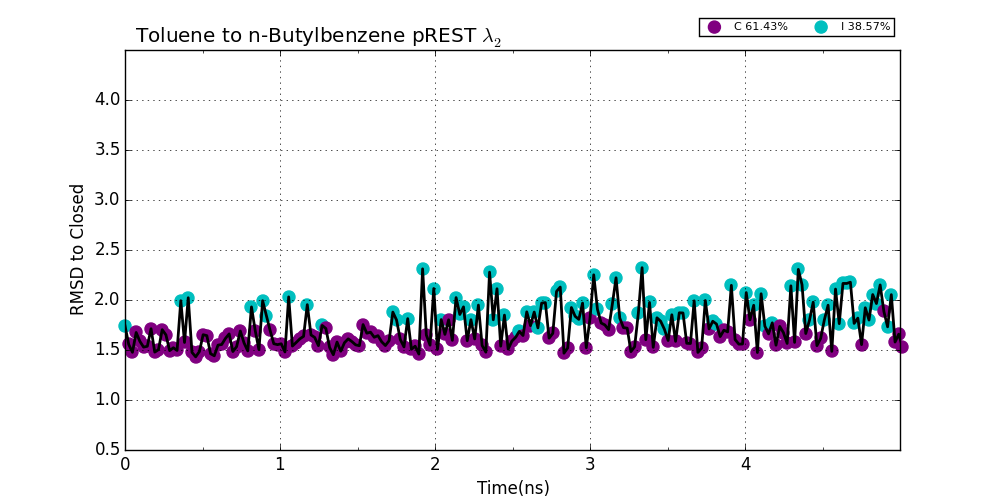 Toluene to n-Butylbenzene pREST λ₂
C 61.43% I 38.57%
RMSD to Closed
4.0
3.5
3.0
2.5
2.0
1.5
1.0
0.5
0 1 2 3 4
Time(ns)